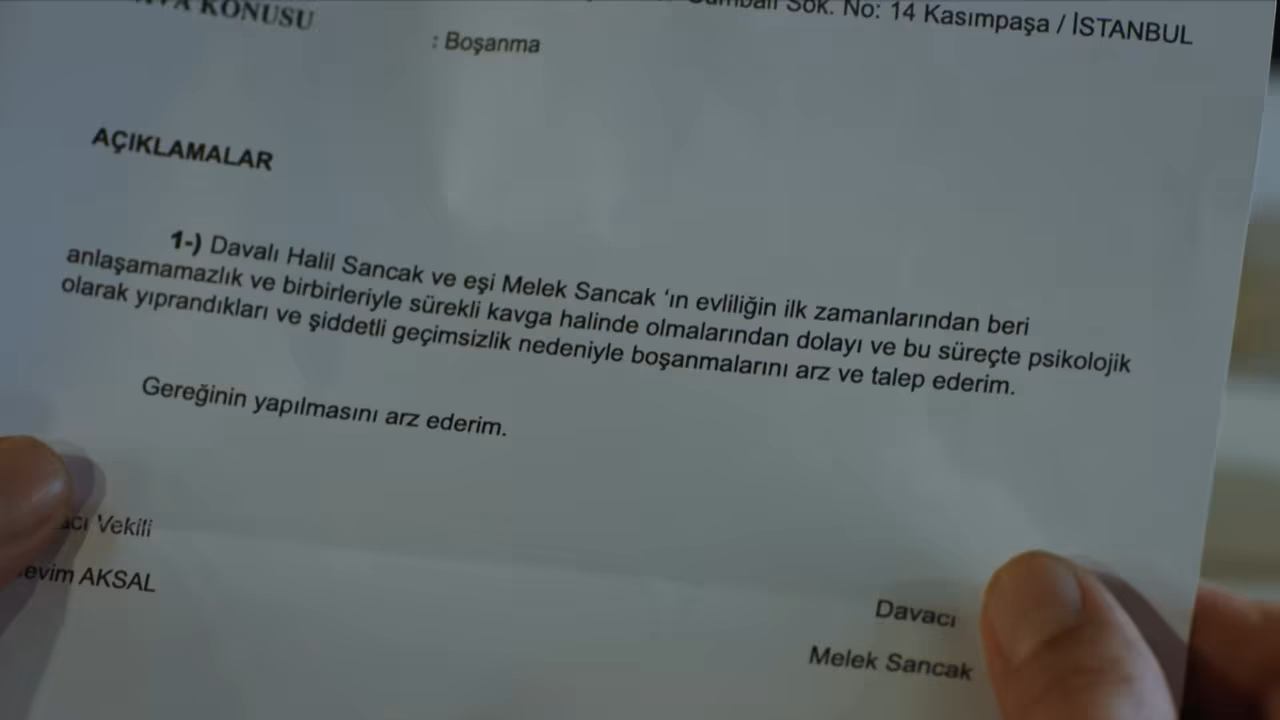 KONUSU
Sok. No: 14 Kasımpaşa / İSTANBUL
: Boşanma
AÇIKLAMALAR
1-) Davalı Halil Sancak ve eşi Melek Sancak ‘ın evliliğin ilk zamanlarından beri
anlaşamamazlık ve birbirleriyle sürekli kavga halinde olmalarından dolayı ve bu süreçte psikolojik
olarak yıprandıkları ve şiddetli geçimsizlik nedeniyle boşanmalarını arz ve talep ederim.
Gereğinin yapılmasını arz ederim.
Vekili
AKSAL
Davacı
Melek Sancak